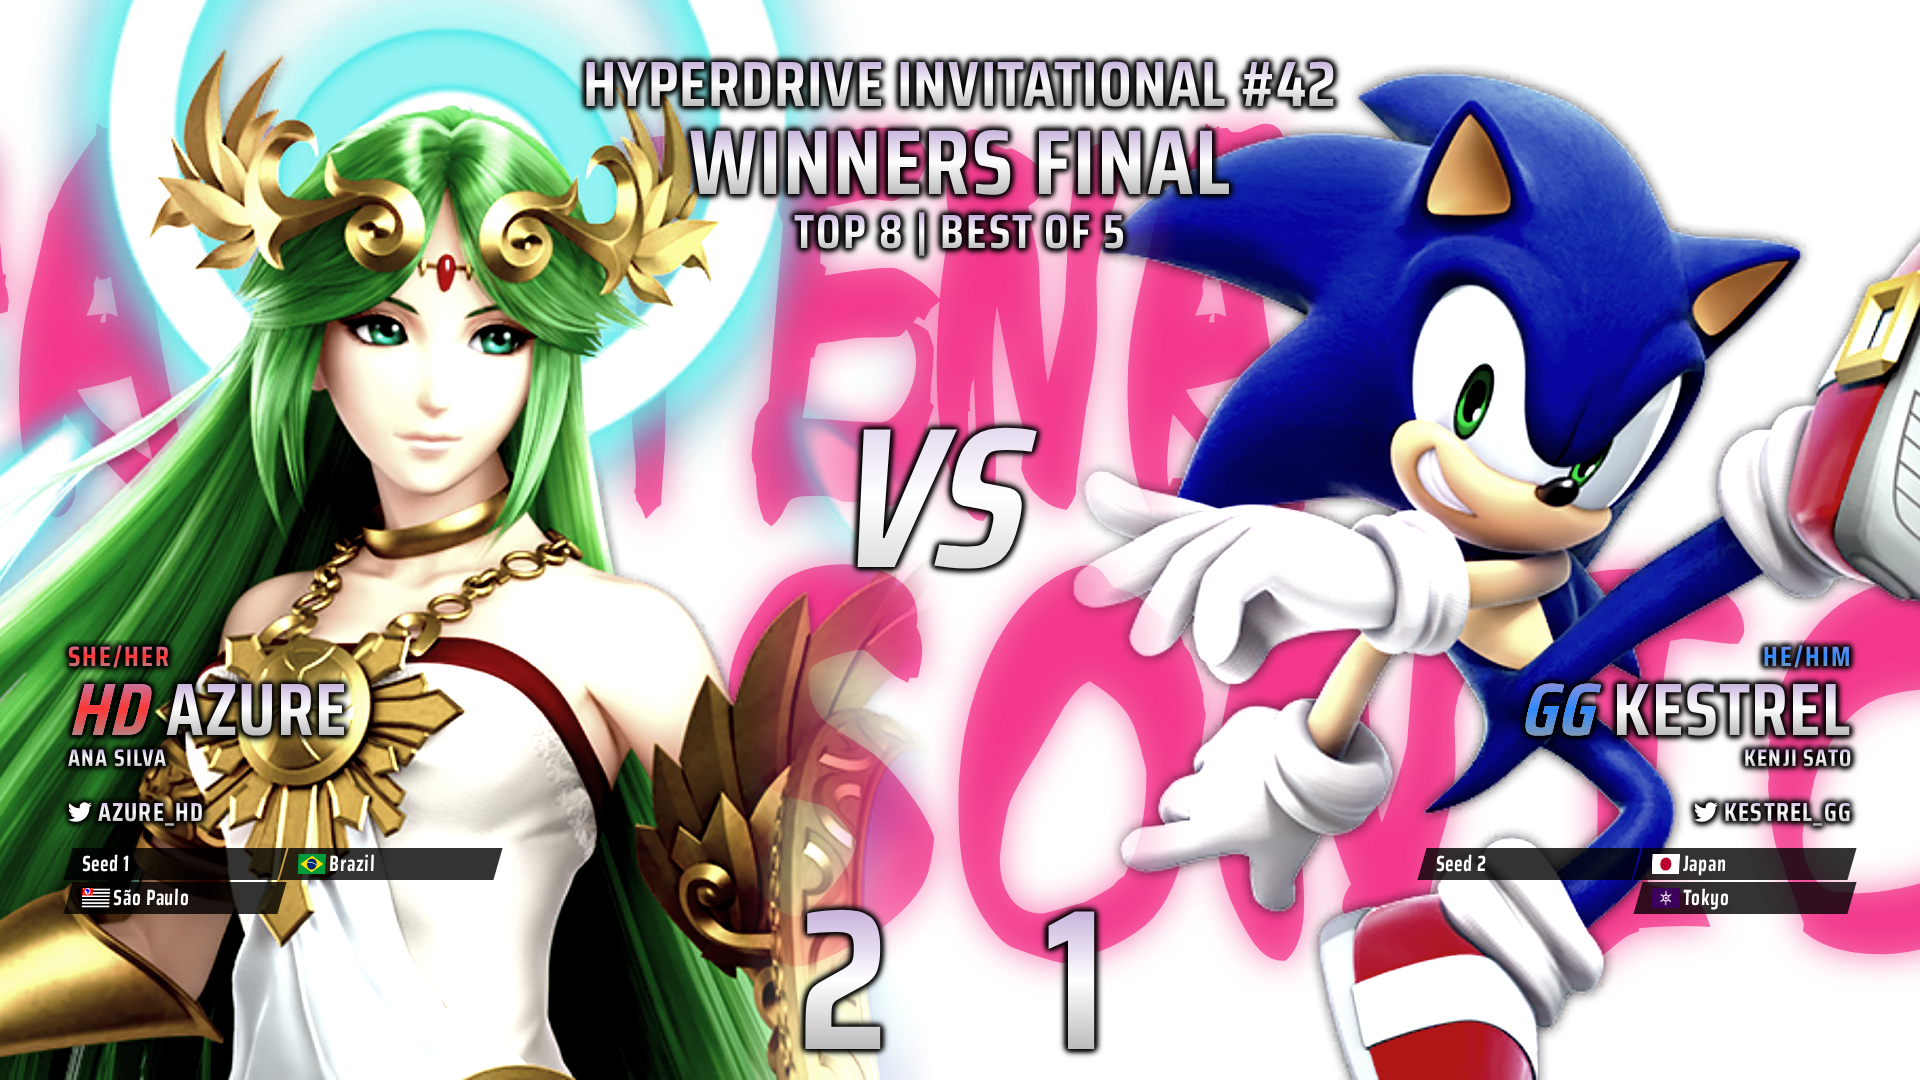 HYPERDRIVE INVITATIONAL #42
WINNERS FINAL
TOP 8 | BEST OF 5
VS
SHE/HER
HD AZURE
ANA SILVA
AZURE_HD
Seed 1
Brazil
São Paulo
HE/HIM
GG KESTREL
KENJI SATO
KESTREL_GG
Seed 2
Japan
Tokyo
2 1
SONIC